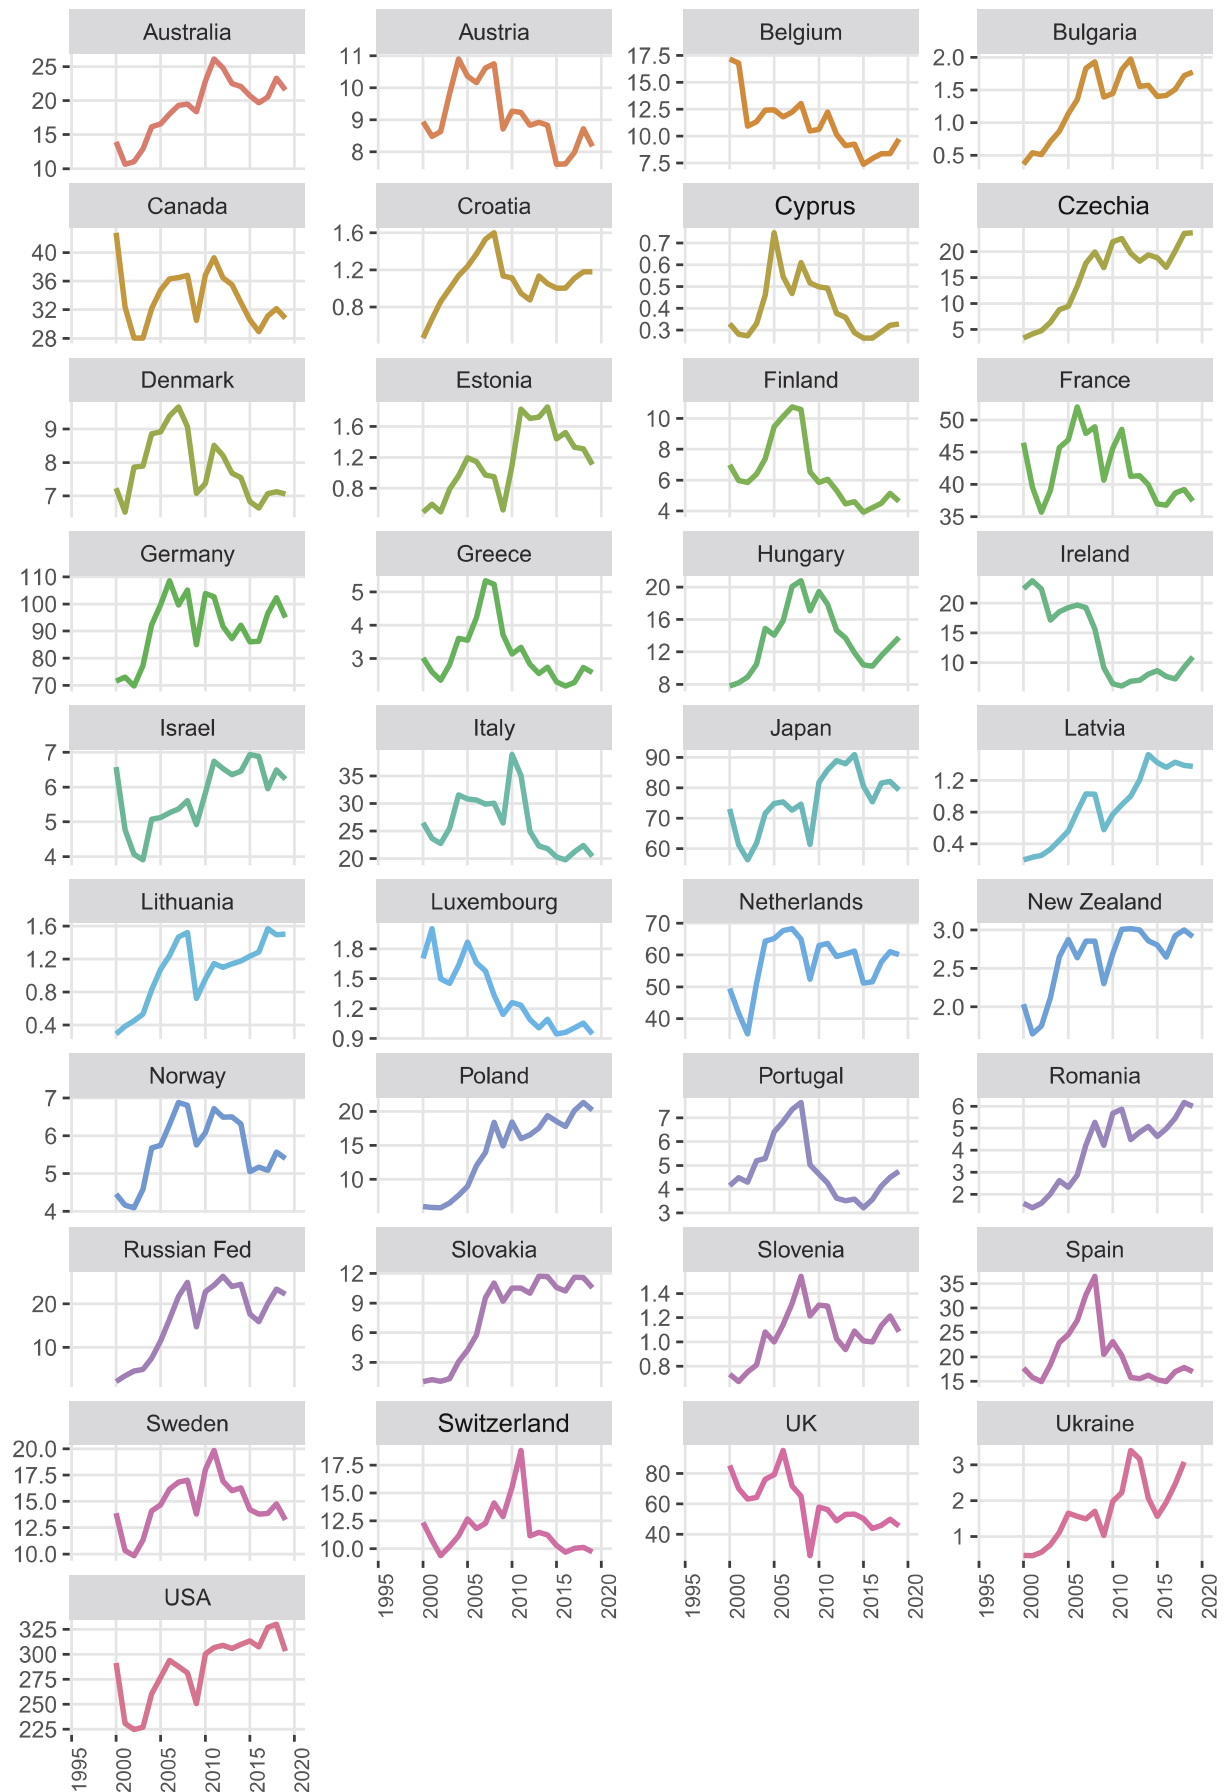 Australia Austria Belgium Bulgaria
25 20 15 10
11 10 9 8
17.5 15.0 12.5 10.0 7.5
2.0 1.5 1.0 0.5
Canada Croatia Cyprus Czechia
40 36 32 28
1.6 1.2 0.8
0.7 0.6 0.5 0.4 0.3
20 15 10 5
Denmark Estonia Finland France
9 8 7
1.6 1.2 0.8
10 8 6 4
50 45 40 35
Germany Greece Hungary Ireland
110 100 90 80 70
5 4 3
20 16 12 8
20 15 10
Israel Italy Japan Latvia
7 6 5 4
35 30 25 20
90 80 70 60
1.2 0.8 0.4
Lithuania Luxembourg Netherlands New Zealand
1.6 1.2 0.8 0.4
1.8 1.5 1.2 0.9
70 60 50 40
3.0 2.5 2.0
Norway Poland Portugal Romania
7 6 5 4
20 15 10
7 6 5 4 3
6 5 4 3 2
Russian Fed Slovakia Slovenia Spain
20 10
12 9 6 3
1.4 1.2 1.0 0.8
35 30 25 20 15
Sweden Switzerland UK Ukraine
20.0 17.5 15.0 12.5 10.0
17.5 15.0 12.5 10.0
80 60 40
3 2 1
1995 2000 2005 2010 2015 2020
1995 2000 2005 2010 2015 2020
1995 2000 2005 2010 2015 2020
USA
325 300 275 250 225
1995 2000 2005 2010 2015 2020